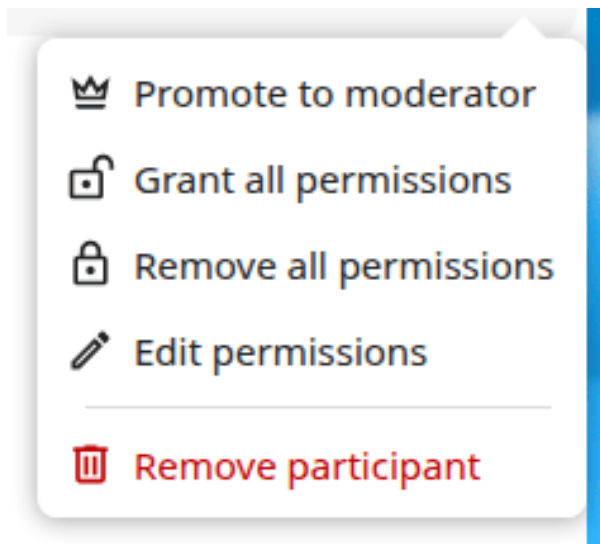 Promote to moderator
Grant all permissions
Remove all permissions
Edit permissions
Remove participant